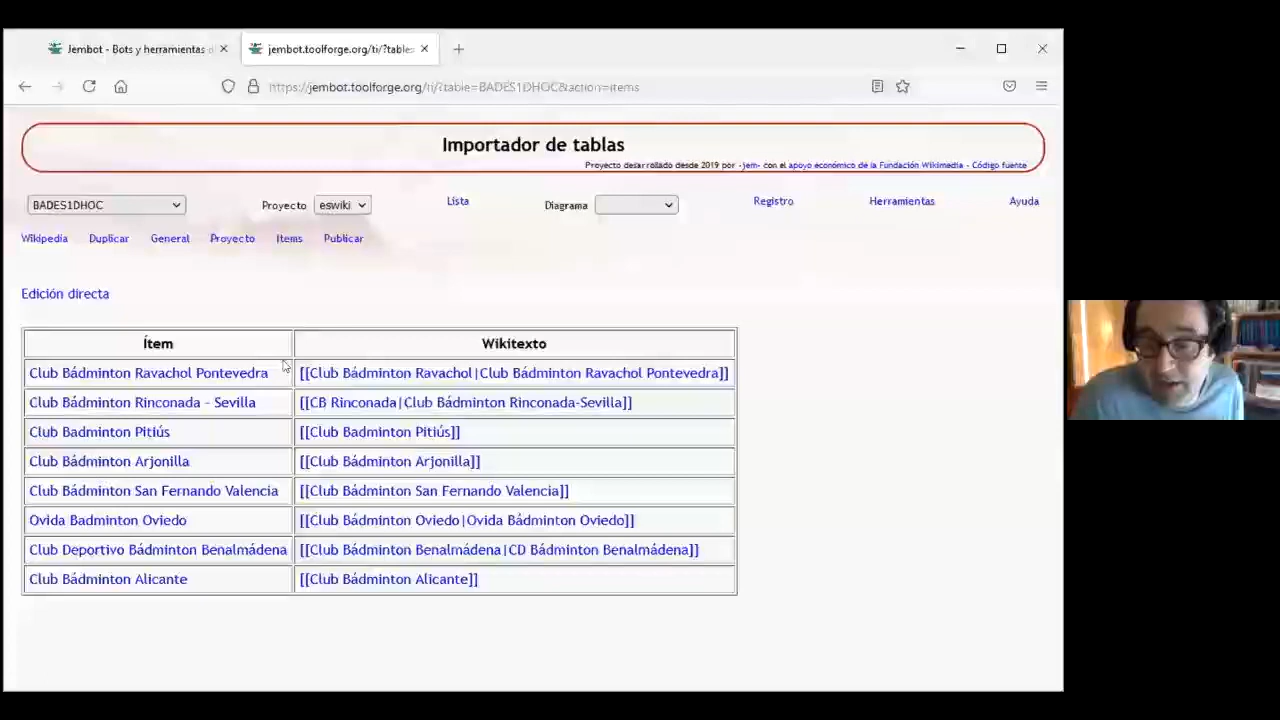 Jembot - Bots y herramientas d
jembot.toolforge.org/ti/?table=
https://jembot.toolforge.org/ti/?table=BADES1DHOC&action=items
Importador de tablas
Proyecto desarrollado desde 2019 por -jem- con el apoyo económico de la Fundación Wikimedia - Código fuente
BADES1DHOC Proyecto eswiki Lista Diagrama Registro Herramientas Ayuda
Wikipedia Duplicar General Proyecto Ítems Publicar
Edición directa
Ítem Wikitexto
Club Bádminton Ravachol Pontevedra [[Club Bádminton Ravachol|Club Bádminton Ravachol Pontevedra]]
Club Bádminton Rinconada - Sevilla [[CB Rinconada|Club Bádminton Rinconada-Sevilla]]
Club Badminton Pitiús [[Club Badminton Pitiús]]
Club Bádminton Arjonilla [[Club Bádminton Arjonilla]]
Club Bádminton San Fernando Valencia [[Club Bádminton San Fernando Valencia]]
Ovida Badminton Oviedo [[Club Bádminton Oviedo|Ovida Bádminton Oviedo]]
Club Deportivo Bádminton Benalmádena [[Club Bádminton Benalmádena|CD Bádminton Benalmádena]]
Club Bádminton Alicante [[Club Bádminton Alicante]]